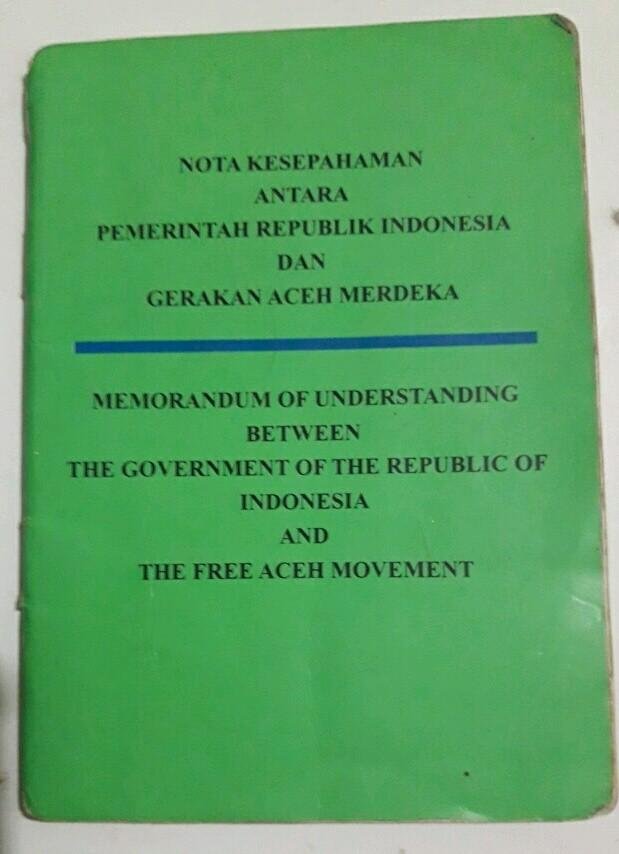 NOTA KESEPAHAMAN
ANTARA
PEMERINTAH REPUBLIK INDONESIA
DAN
GERAKAN ACEH MERDEKA
MEMORANDUM OF UNDERSTANDING
BETWEEN
THE GOVERNMENT OF THE REPUBLIC OF
INDONESIA
AND
THE FREE ACEH MOVEMENT